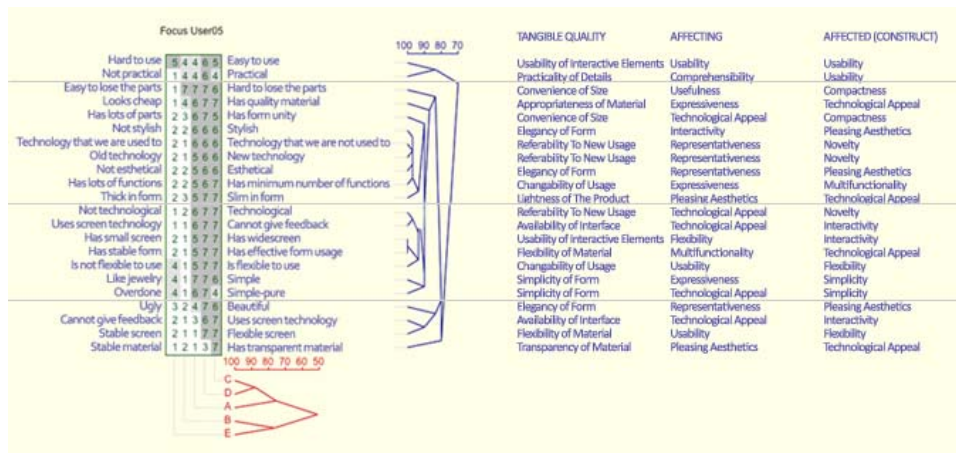 Focus User05
100 90 80 70
TANGIBLE QUALITY AFFECTING AFFECTED (CONSTRUCT)
Hard to use 5 4 4 6 5 Easy to use Usability of Interactive Elements Usability Usability
Not practical 1 4 4 6 4 Practical Practicality of Details Comprehensibility Usability
Easy to lose the parts 1 7 7 7 6 Hard to lose the parts Convenience of Size Usefulness Compactness
Looks cheap 1 4 6 7 7 Has quality material Appropriateness of Material Expressiveness Technological Appeal
Has lots of parts 2 3 6 7 5 Has form unity Convenience of Size Technological Appeal Compactness
Not stylish 2 2 6 6 6 Stylish Elegancy of Form Interactivity Pleasing Aesthetics
Technology that we are used to 2 1 6 6 6 Technology that we are not used to Referability To New Usage Representativeness Novelty
Old technology 2 1 5 6 6 New technology Referability To New Usage Representativeness Novelty
Not esthetical 2 2 5 6 6 Esthetical Elegancy of Form Representativeness Pleasing Aesthetics
Has lots of functions 2 2 5 6 7 Has minimum number of functions Changability of Usage Expressiveness Multifunctionality
Thick in form 2 3 5 7 7 Slim in form Lightness of The Product Pleasing Aesthetics Technological Appeal
Not technological 1 2 6 7 7 Technological Referability To New Usage Technological Appeal Novelty
Uses screen technology 1 1 6 7 7 Cannot give feedback Availability of Interface Technological Appeal Interactivity
Has small screen 2 1 5 7 7 Has widescreen Usability of Interactive Elements Flexibility Interactivity
Has stable form 2 1 5 7 7 Has effective form usage Flexibility of Material Multifunctionality Technological Appeal
Is not flexible to use 4 1 5 7 7 Is flexible to use Changability of Usage Usability Flexibility
Like jewelry 4 1 7 7 6 Simple Simplicity of Form Expressiveness Simplicity
Overdone 4 1 6 7 4 Simple-pure Simplicity of Form Technological Appeal Simplicity
Ugly 3 2 4 7 6 Beautiful Elegancy of Form Representativeness Pleasing Aesthetics
Cannot give feedback 2 1 3 6 7 Uses screen technology Availability of Interface Technological Appeal Interactivity
Stable screen 2 1 1 7 7 Flexible screen Flexibility of Material Usability Flexibility
Stable material 1 2 1 3 7 Has transparent material Transparency of Material Pleasing Aesthetics Technological Appeal
100 90 80 70 60 50
C
D
A
B
E